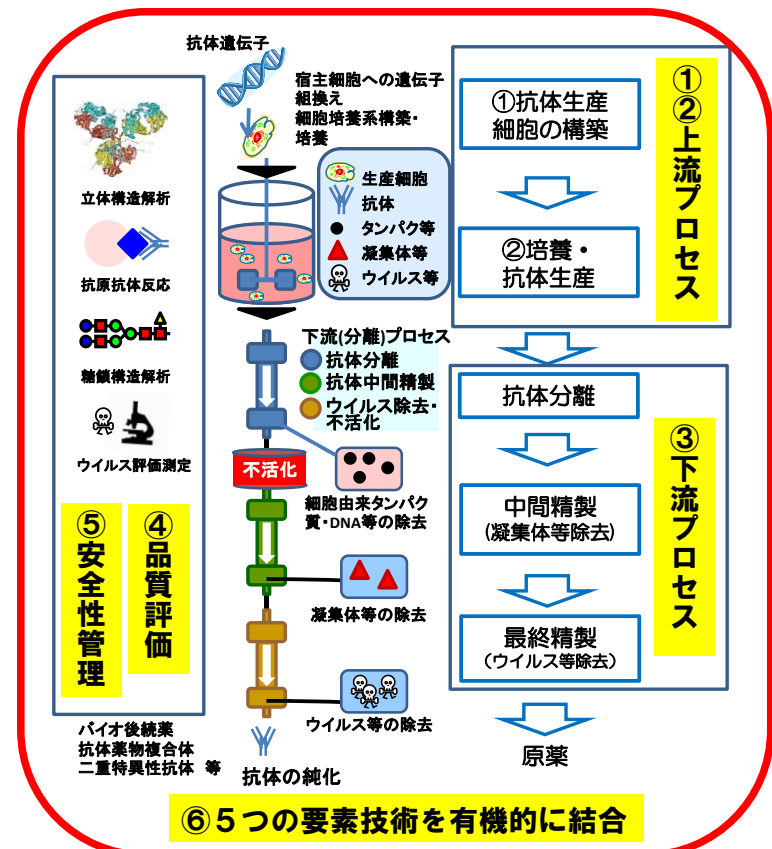 抗体遺伝子
宿主細胞への遺伝子
組換え
細胞培養系構築・
培養
生産細胞
抗体
タンパク等
凝集体等
ウイルス等
立体構造解析
抗原抗体反応
糖鎖構造解析
ウイルス評価測定
⑤安全性管理
④品質評価
バイオ後続薬
抗体薬物複合体
二重特異性抗体 等
下流(分離)プロセス
抗体分離
抗体中間精製
ウイルス除去・
不活化
不活化
細胞由来タンパク
質・DNA等の除去
凝集体等の除去
ウイルス等の除去
抗体の純化
①抗体生産
細胞の構築
②培養・
抗体生産
①②上流プロセス
抗体分離
中間精製
(凝集体等除去)
最終精製
(ウイルス等除去)
③下流プロセス
原薬
⑥5つの要素技術を有機的に結合